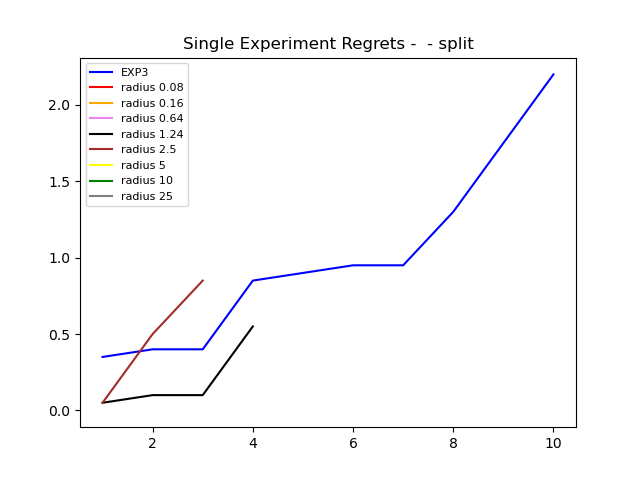 Single Experiment Regrets -  - split
EXP3
radius 0.08
radius 0.16
radius 0.64
radius 1.24
radius 2.5
radius 5
radius 10
radius 25
2.0
1.5
1.0
0.5
0.0
2 4 6 8 10